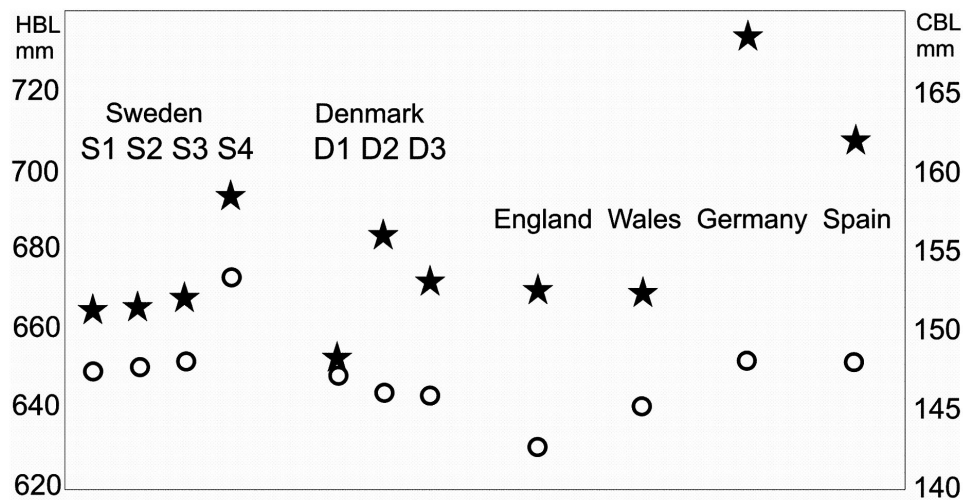 HBL
mm
CBL
mm
720
165
Sweden
Denmark
S1 S2 S3 S4
D1 D2 D3
700
160
England Wales Germany Spain
680
155
660
150
640
145
620
140